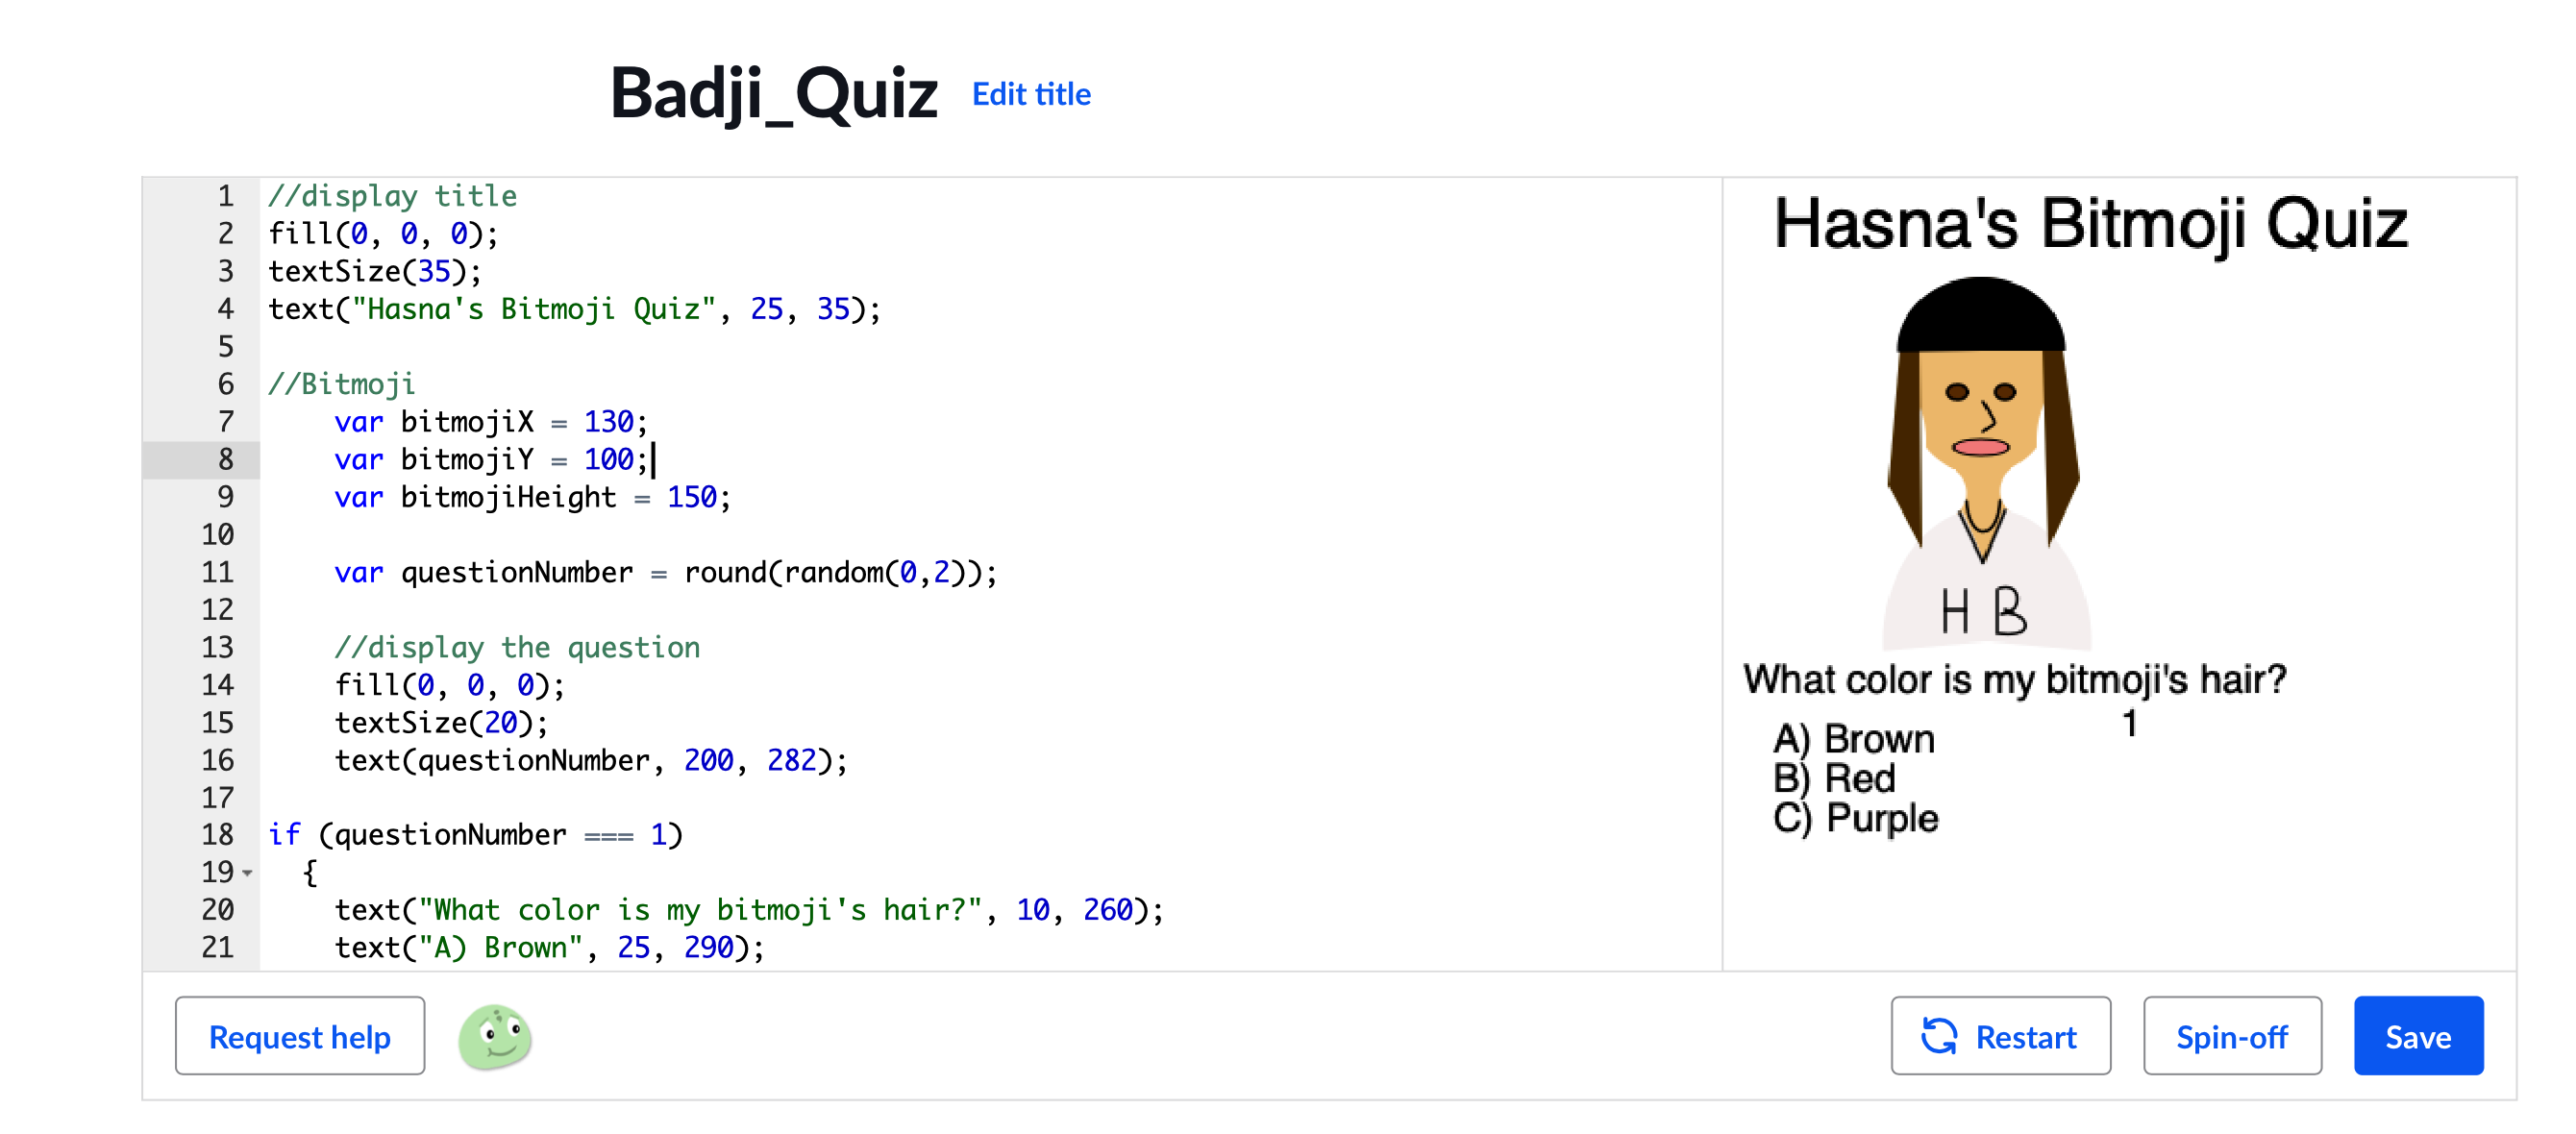 Badji_Quiz Edit title
1 //display title
2 fill(0, 0, 0);
3 textSize(35);
4 text("Hasna's Bitmoji Quiz", 25, 35);
5
6 //Bitmoji
7 var bitmojiX = 130;
8 var bitmojiY = 100;
9 var bitmojiHeight = 150;
10
11 var questionNumber = round(random(0,2));
12
13 //display the question
14 fill(0, 0, 0);
15 textSize(20);
16 text(questionNumber, 200, 282);
17
18 if (questionNumber === 1)
19 {
20 text("What color is my bitmoji's hair?", 10, 260);
21 text("A) Brown", 25, 290);
Hasna's Bitmoji Quiz
H B
What color is my bitmoji's hair?
1
A) Brown
B) Red
C) Purple
Request help
Restart
Spin-off
Save